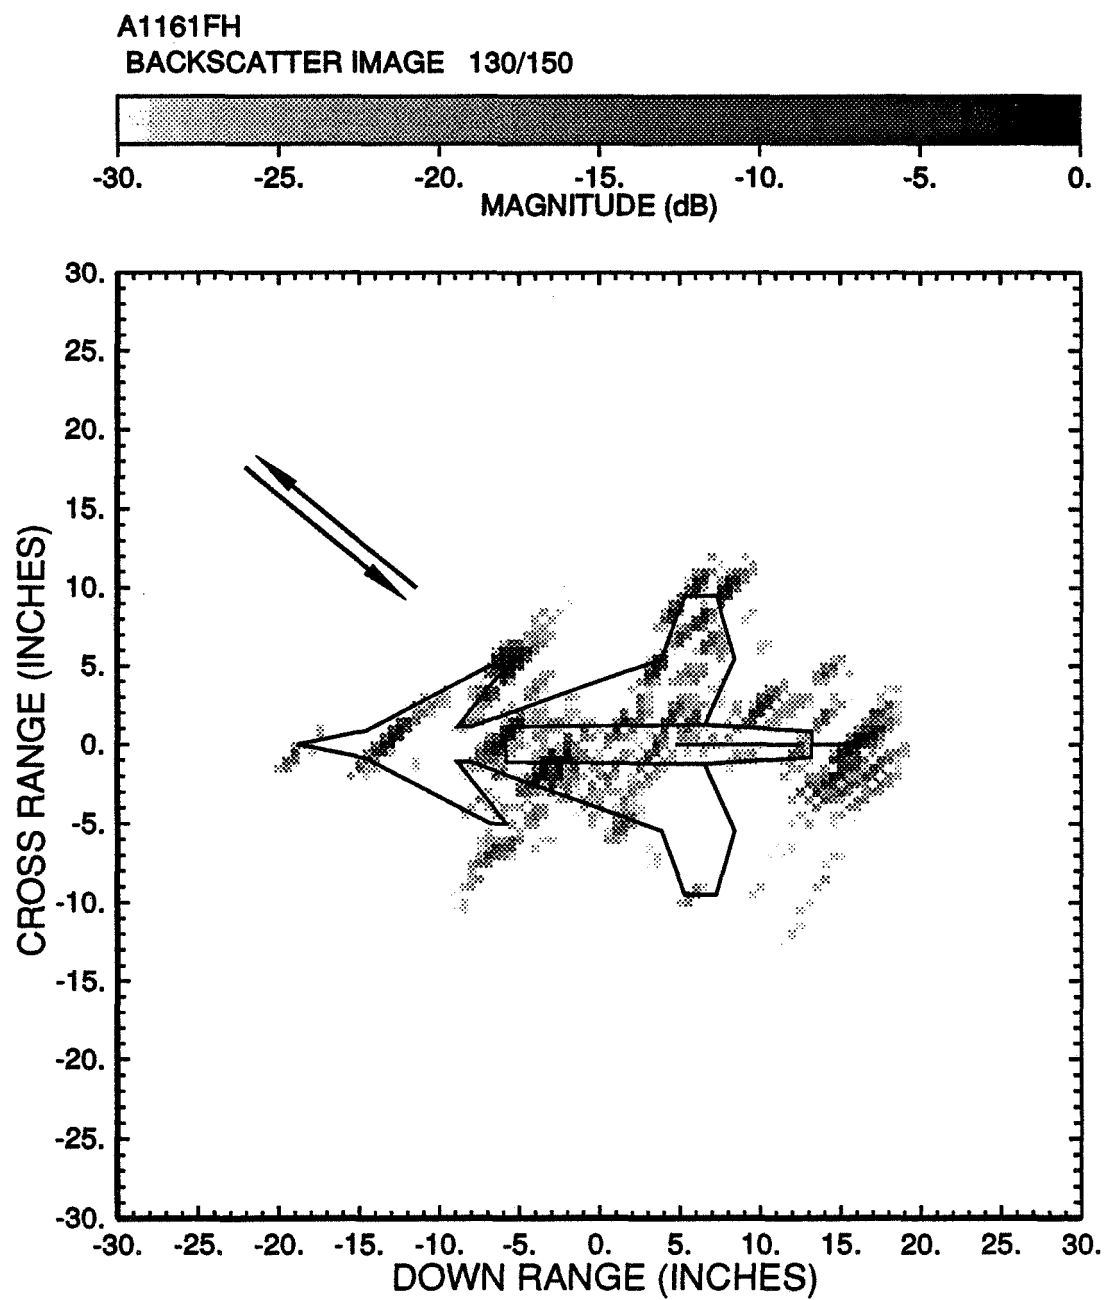 A1161FH
BACKSCATTER IMAGE 130/150
-30. -25. -20. -15. -10. -5. 0.
MAGNITUDE (dB)
30.
25.
20.
15.
10.
5.
0.
-5.
-10.
-15.
-20.
-25.
-30.
CROSS RANGE (INCHES)
-30. -25. -20. -15. -10. -5. 0. 5. 10. 15. 20. 25. 30.
DOWN RANGE (INCHES)